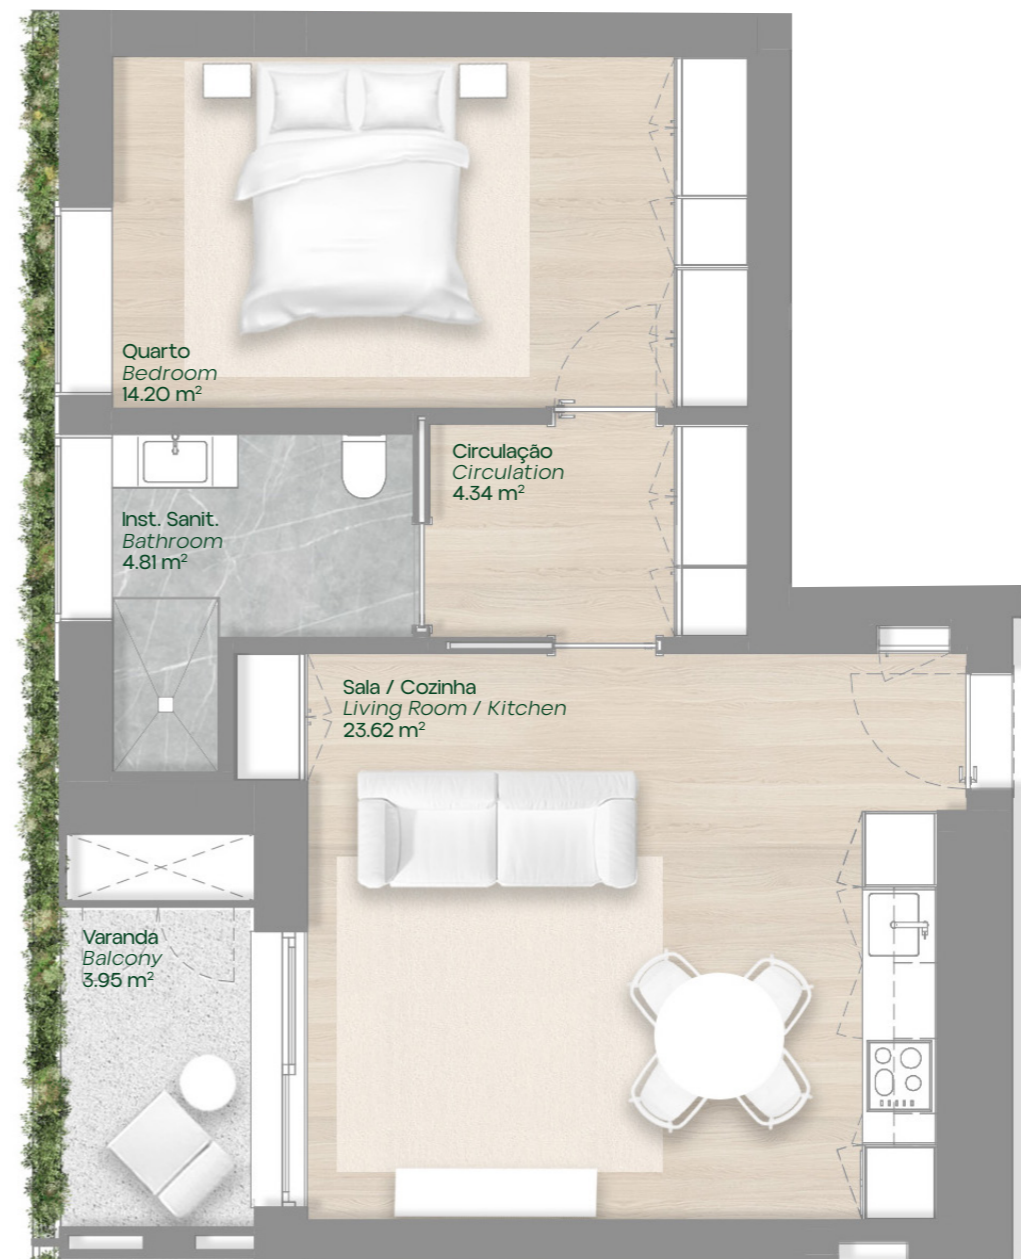 Quarto
Bedroom
14.20 m²
Circulação
Circulation
4.34 m²
Inst. Sanit.
Bathroom
4.81 m²
Sala / Cozinha
Living Room / Kitchen
23.62 m²
Varanda
Balcony
3.95 m²